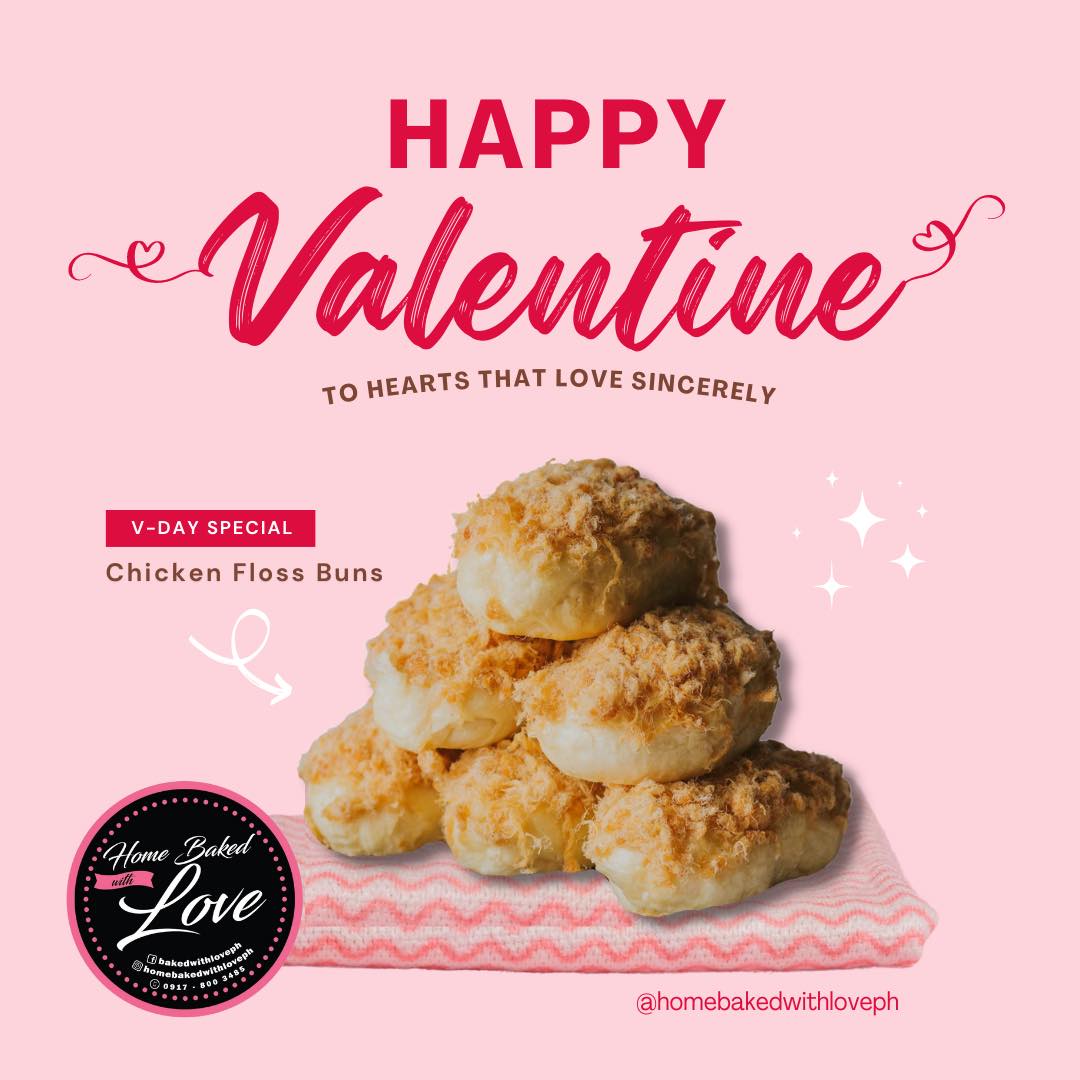 HAPPY
Valentine
TO HEARTS THAT LOVE SINCERELY
V-DAY SPECIAL
Chicken Floss Buns
Home Baked
with
Love
bakedwithloveph
homebakedwithloveph
0917 - 800 3485
@homebakedwithloveph